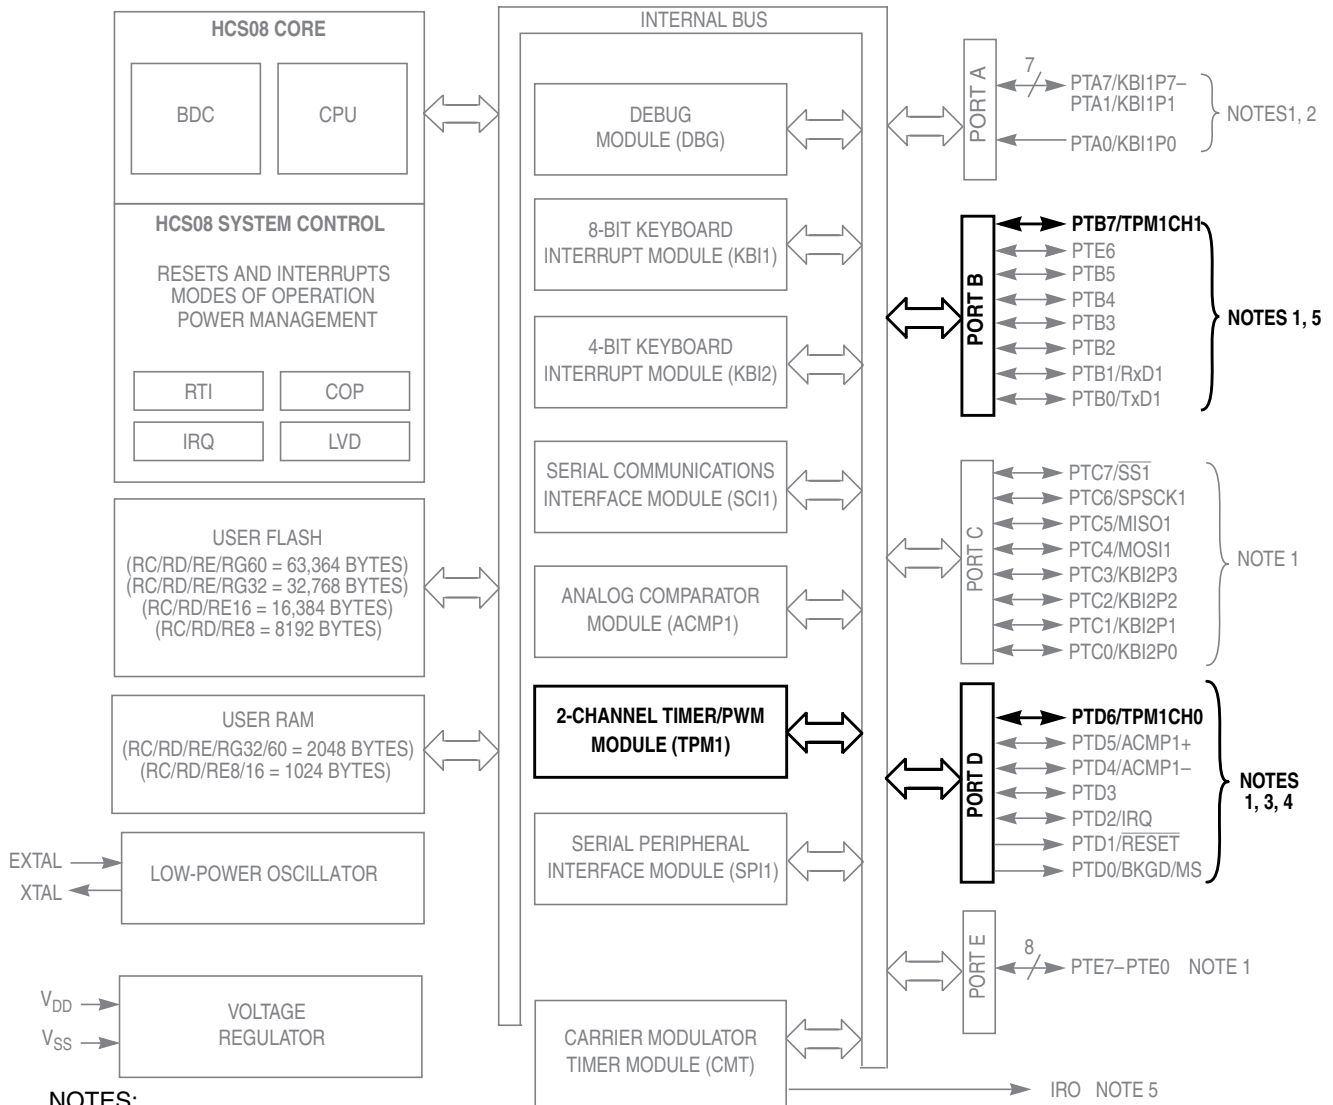 HCS08 CORE
BDC
CPU
HCS08 SYSTEM CONTROL
RESETS AND INTERRUPTS
MODES OF OPERATION
POWER MANAGEMENT
RTI
COP
IRQ
LVD
USER FLASH
(RC/RD/RE/RG60 = 63,364 BYTES)
(RC/RD/RE/RG32 = 32,768 BYTES)
(RC/RD/RE16 = 16,384 BYTES)
(RC/RD/RE8 = 8192 BYTES)
USER RAM
(RC/RD/RE/RG32/60 = 2048 BYTES)
(RC/RD/RE8/16 = 1024 BYTES)
EXTAL
XTAL
LOW-POWER OSCILLATOR
VDD
VSS
VOLTAGE
REGULATOR
NOTES:
INTERNAL BUS
DEBUG
MODULE (DBG)
8-BIT KEYBOARD
INTERRUPT MODULE (KBI1)
4-BIT KEYBOARD
INTERRUPT MODULE (KBI2)
SERIAL COMMUNICATIONS
INTERFACE MODULE (SCI1)
ANALOG COMPARATOR
MODULE (ACMP1)
2-CHANNEL TIMER/PWM
MODULE (TPM1)
SERIAL PERIPHERAL
INTERFACE MODULE (SPI1)
CARRIER MODULATOR
TIMER MODULE (CMT)
PORT A
7
PTA7/KBI1P7–
PTA1/KBI1P1
PTA0/KBI1P0
NOTES1, 2
PORT B
PTB7/TPM1CH1
PTE6
PTB5
PTB4
PTB3
PTB2
PTB1/RxD1
PTB0/TxD1
NOTES 1, 5
PORT C
PTC7/SS1
PTC6/SPSCK1
PTC5/MISO1
PTC4/MOSI1
PTC3/KBI2P3
PTC2/KBI2P2
PTC1/KBI2P1
PTC0/KBI2P0
NOTE 1
PORT D
PTD6/TPM1CH0
PTD5/ACMP1+
PTD4/ACMP1–
PTD3
PTD2/IRQ
PTD1/RESET
PTD0/BKGD/MS
NOTES
1, 3, 4
PORT E
8
PTE7–PTE0 NOTE 1
IRO NOTE 5